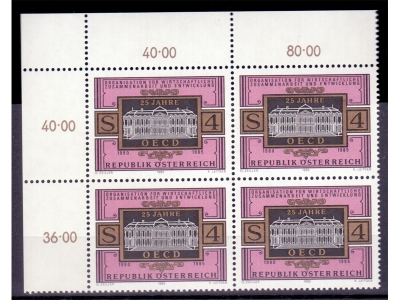 40·00 80·00
40·00
ORGANISATION FÜR WIRTSCHAFTLICHE
ZUSAMMENARBEIT UND ENTWICKLUNG
25 JAHRE
S 4
OECD
1960 1985
REPUBLIK ÖSTERREICH
ORGANISATION FÜR WIRTSCHAFTLICHE
ZUSAMMENARBEIT UND ENTWICKLUNG
25 JAHRE
S 4
OECD
1960 1985
REPUBLIK ÖSTERREICH
36·00
ORGANISATION FÜR WIRTSCHAFTLICHE
ZUSAMMENARBEIT UND ENTWICKLUNG
25 JAHRE
S 4
OECD
1960 1985
REPUBLIK ÖSTERREICH
ORGANISATION FÜR WIRTSCHAFTLICHE
ZUSAMMENARBEIT UND ENTWICKLUNG
25 JAHRE
S 4
OECD
1960 1985
REPUBLIK ÖSTERREICH